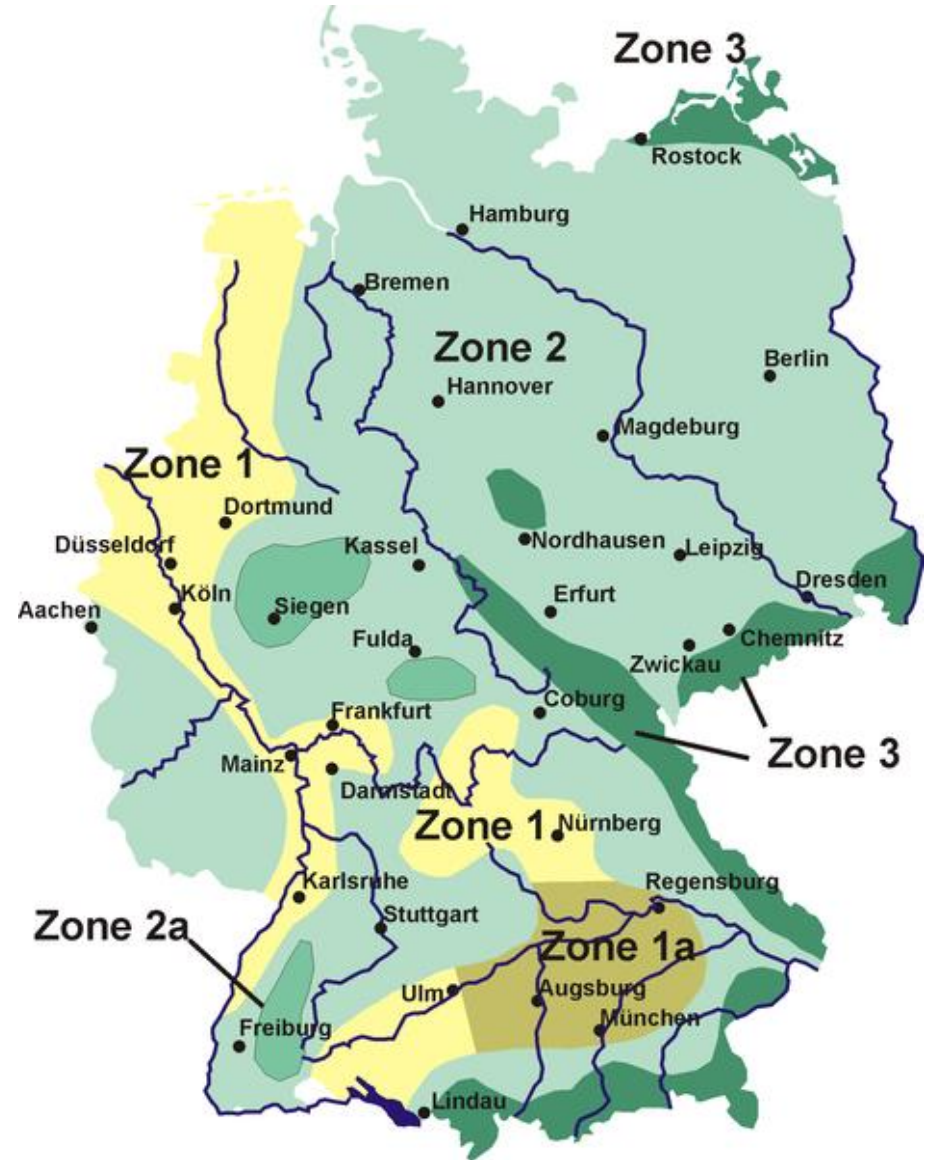 Zone 3
Rostock
Hamburg
Bremen
Zone 2
Berlin
Hannover
Magdeburg
Zone 1
Dortmund
Düsseldorf
Kassel
Nordhausen
Leipzig
Dresden
Aachen
Köln
Siegen
Erfurt
Fulda
Chemnitz
Zwickau
Coburg
Frankfurt
Zone 3
Mainz
Darmstadt
Zone 1
Nürnberg
Karlsruhe
Regensburg
Zone 2a
Stuttgart
Zone 1a
Ulm
Augsburg
Freiburg
München
Lindau